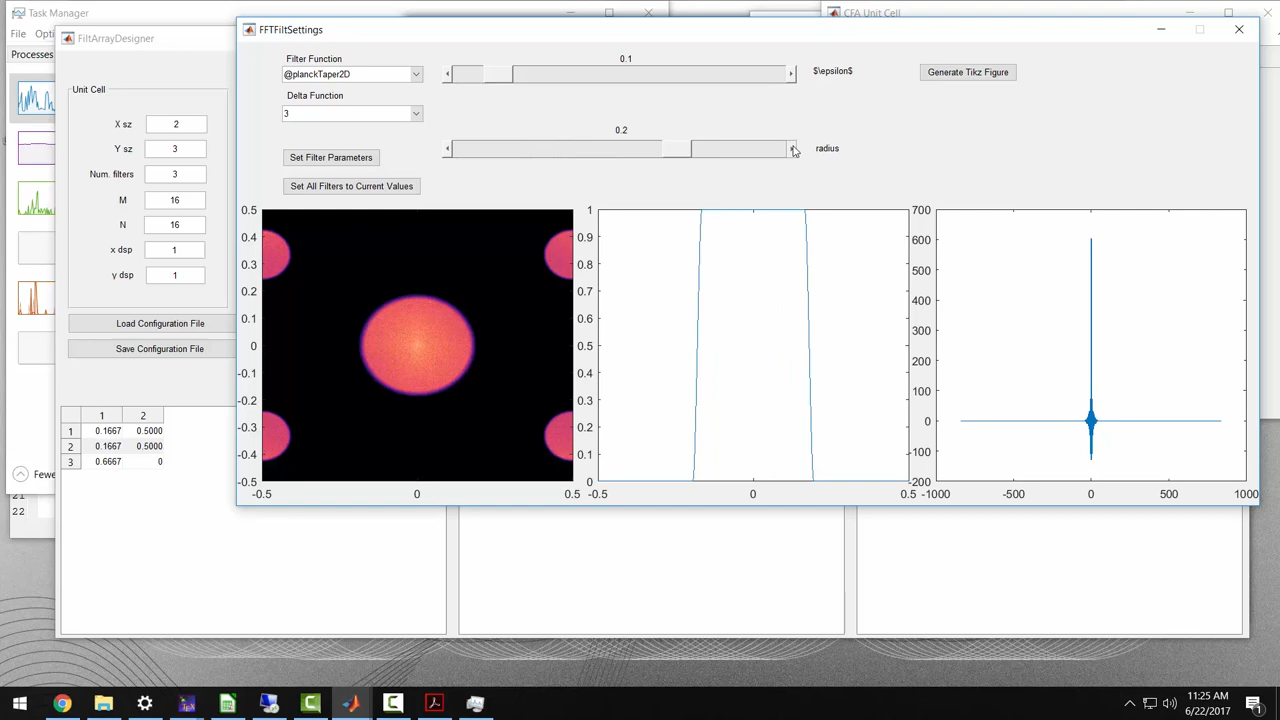 Task Manager
CFA Unit Cell
FFTFiltSettings
File Opti
FiltArrayDesigner
Processes
Filter Function
0.1
@planckTaper2D
$\epsilon$
Generate Tikz Figure
Unit Cell
Delta Function
3
X sz 2
0.2
Y sz 3
radius
Set Filter Parameters
Num. filters 3
Set All Filters to Current Values
M 16
N 16
x dsp 1
y dsp 1
Load Configuration File
Save Configuration File
0.5
0.4
0.3
0.2
0.1
0
-0.1
-0.2
-0.3
-0.4
-0.5
-0.5 0 0.5
1
0.9
0.8
0.7
0.6
0.5
0.4
0.3
0.2
0.1
0
-0.5 0 0.5
700
600
500
400
300
200
100
0
-100
-200
-1000 -500 0 500 1000
1 2
1 0.1667 0.5000
2 0.1667 0.5000
3 0.6667 0
Fewe
21
22
11:25 AM
6/22/2017
1